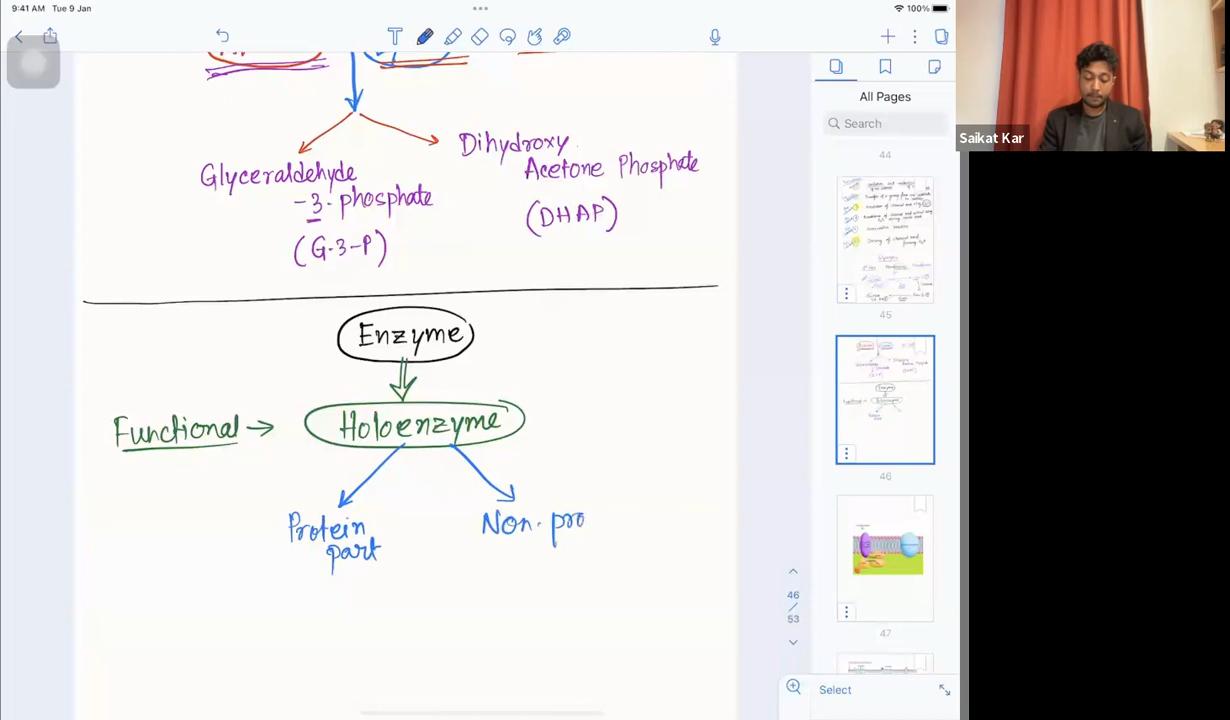 9:41 AM Tue 9 Jan
100%
Glyceraldehyde
-3-phosphate
(G-3-P)
Dihydroxy
Acetone Phosphate
(DHAP)
Enzyme
Functional → Holoenzyme
Protein
part
Non-pro
All Pages
Search
44
45
46
47
46
/
53
Select
Saikat Kar